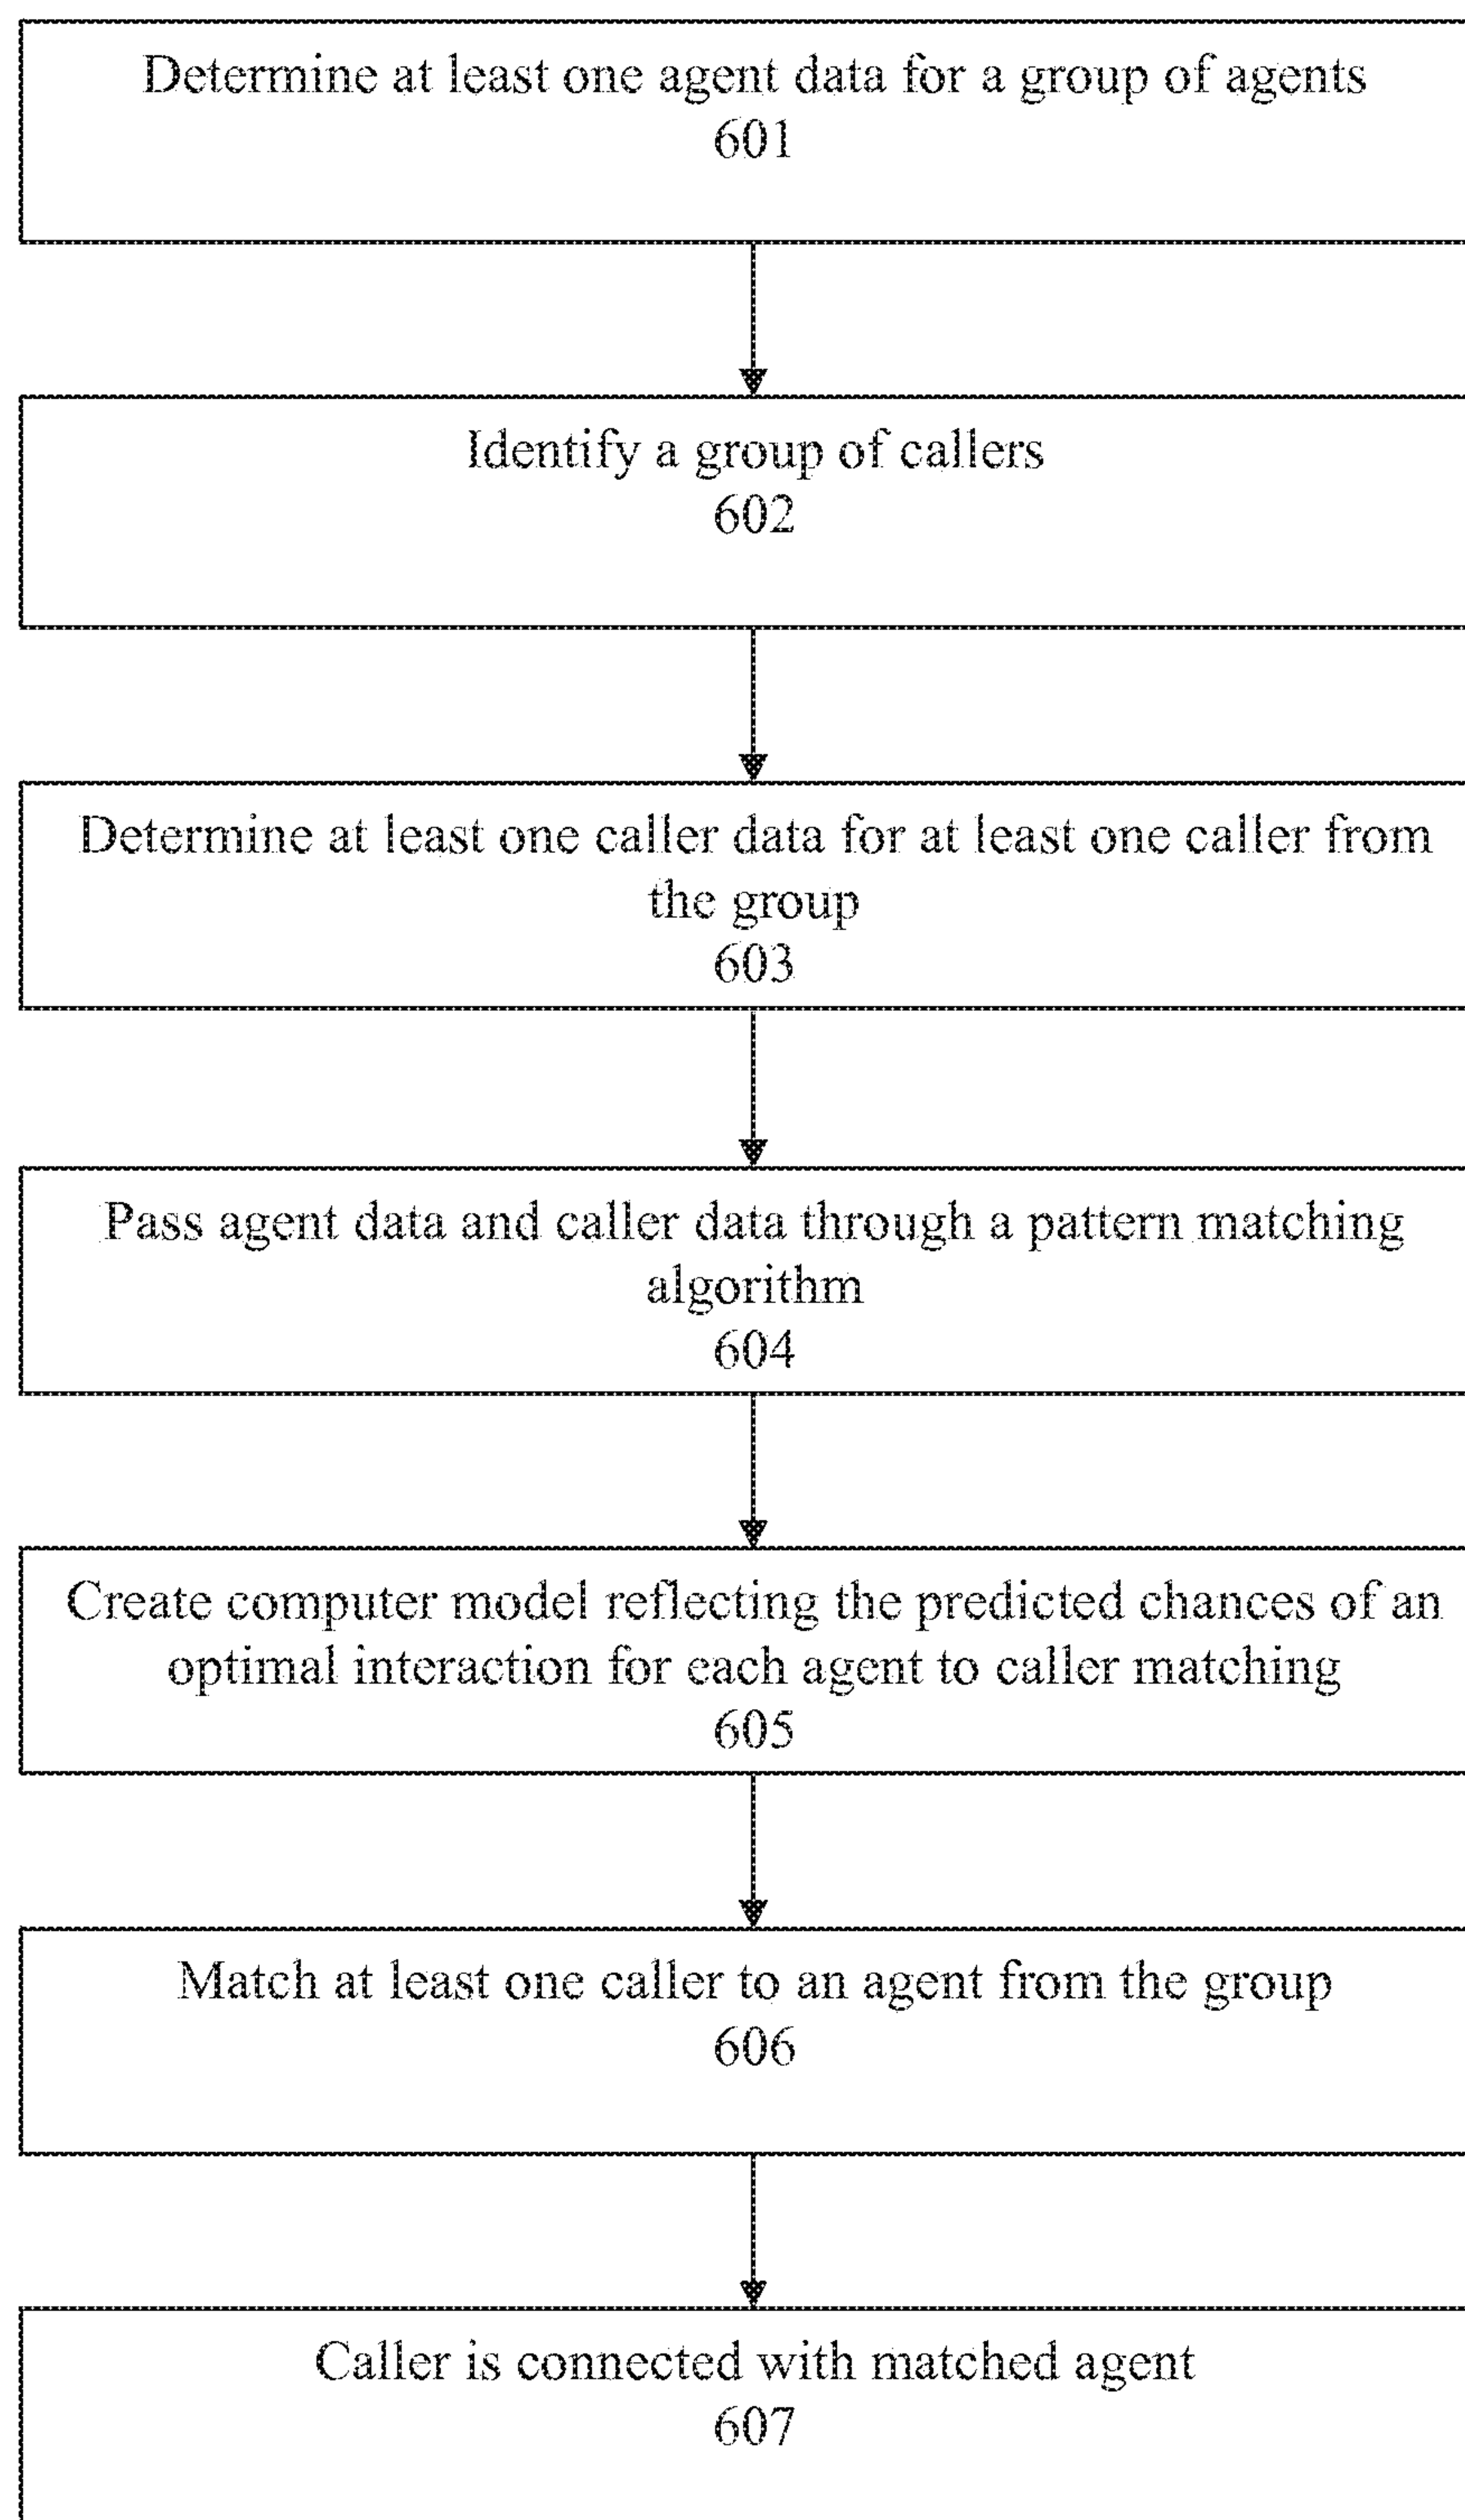 Determine at least one agent data for a group of agents
601
Identify a group of callers
602
Determine at least one caller data for at least one caller from
the group
603
Pass agent data and caller data through a pattern matching
algorithm
604
Create computer model reflecting the predicted chances of an
optimal interaction for each agent to caller matching
605
Match at least one caller to an agent from the group
606
Caller is connected with matched agent
607